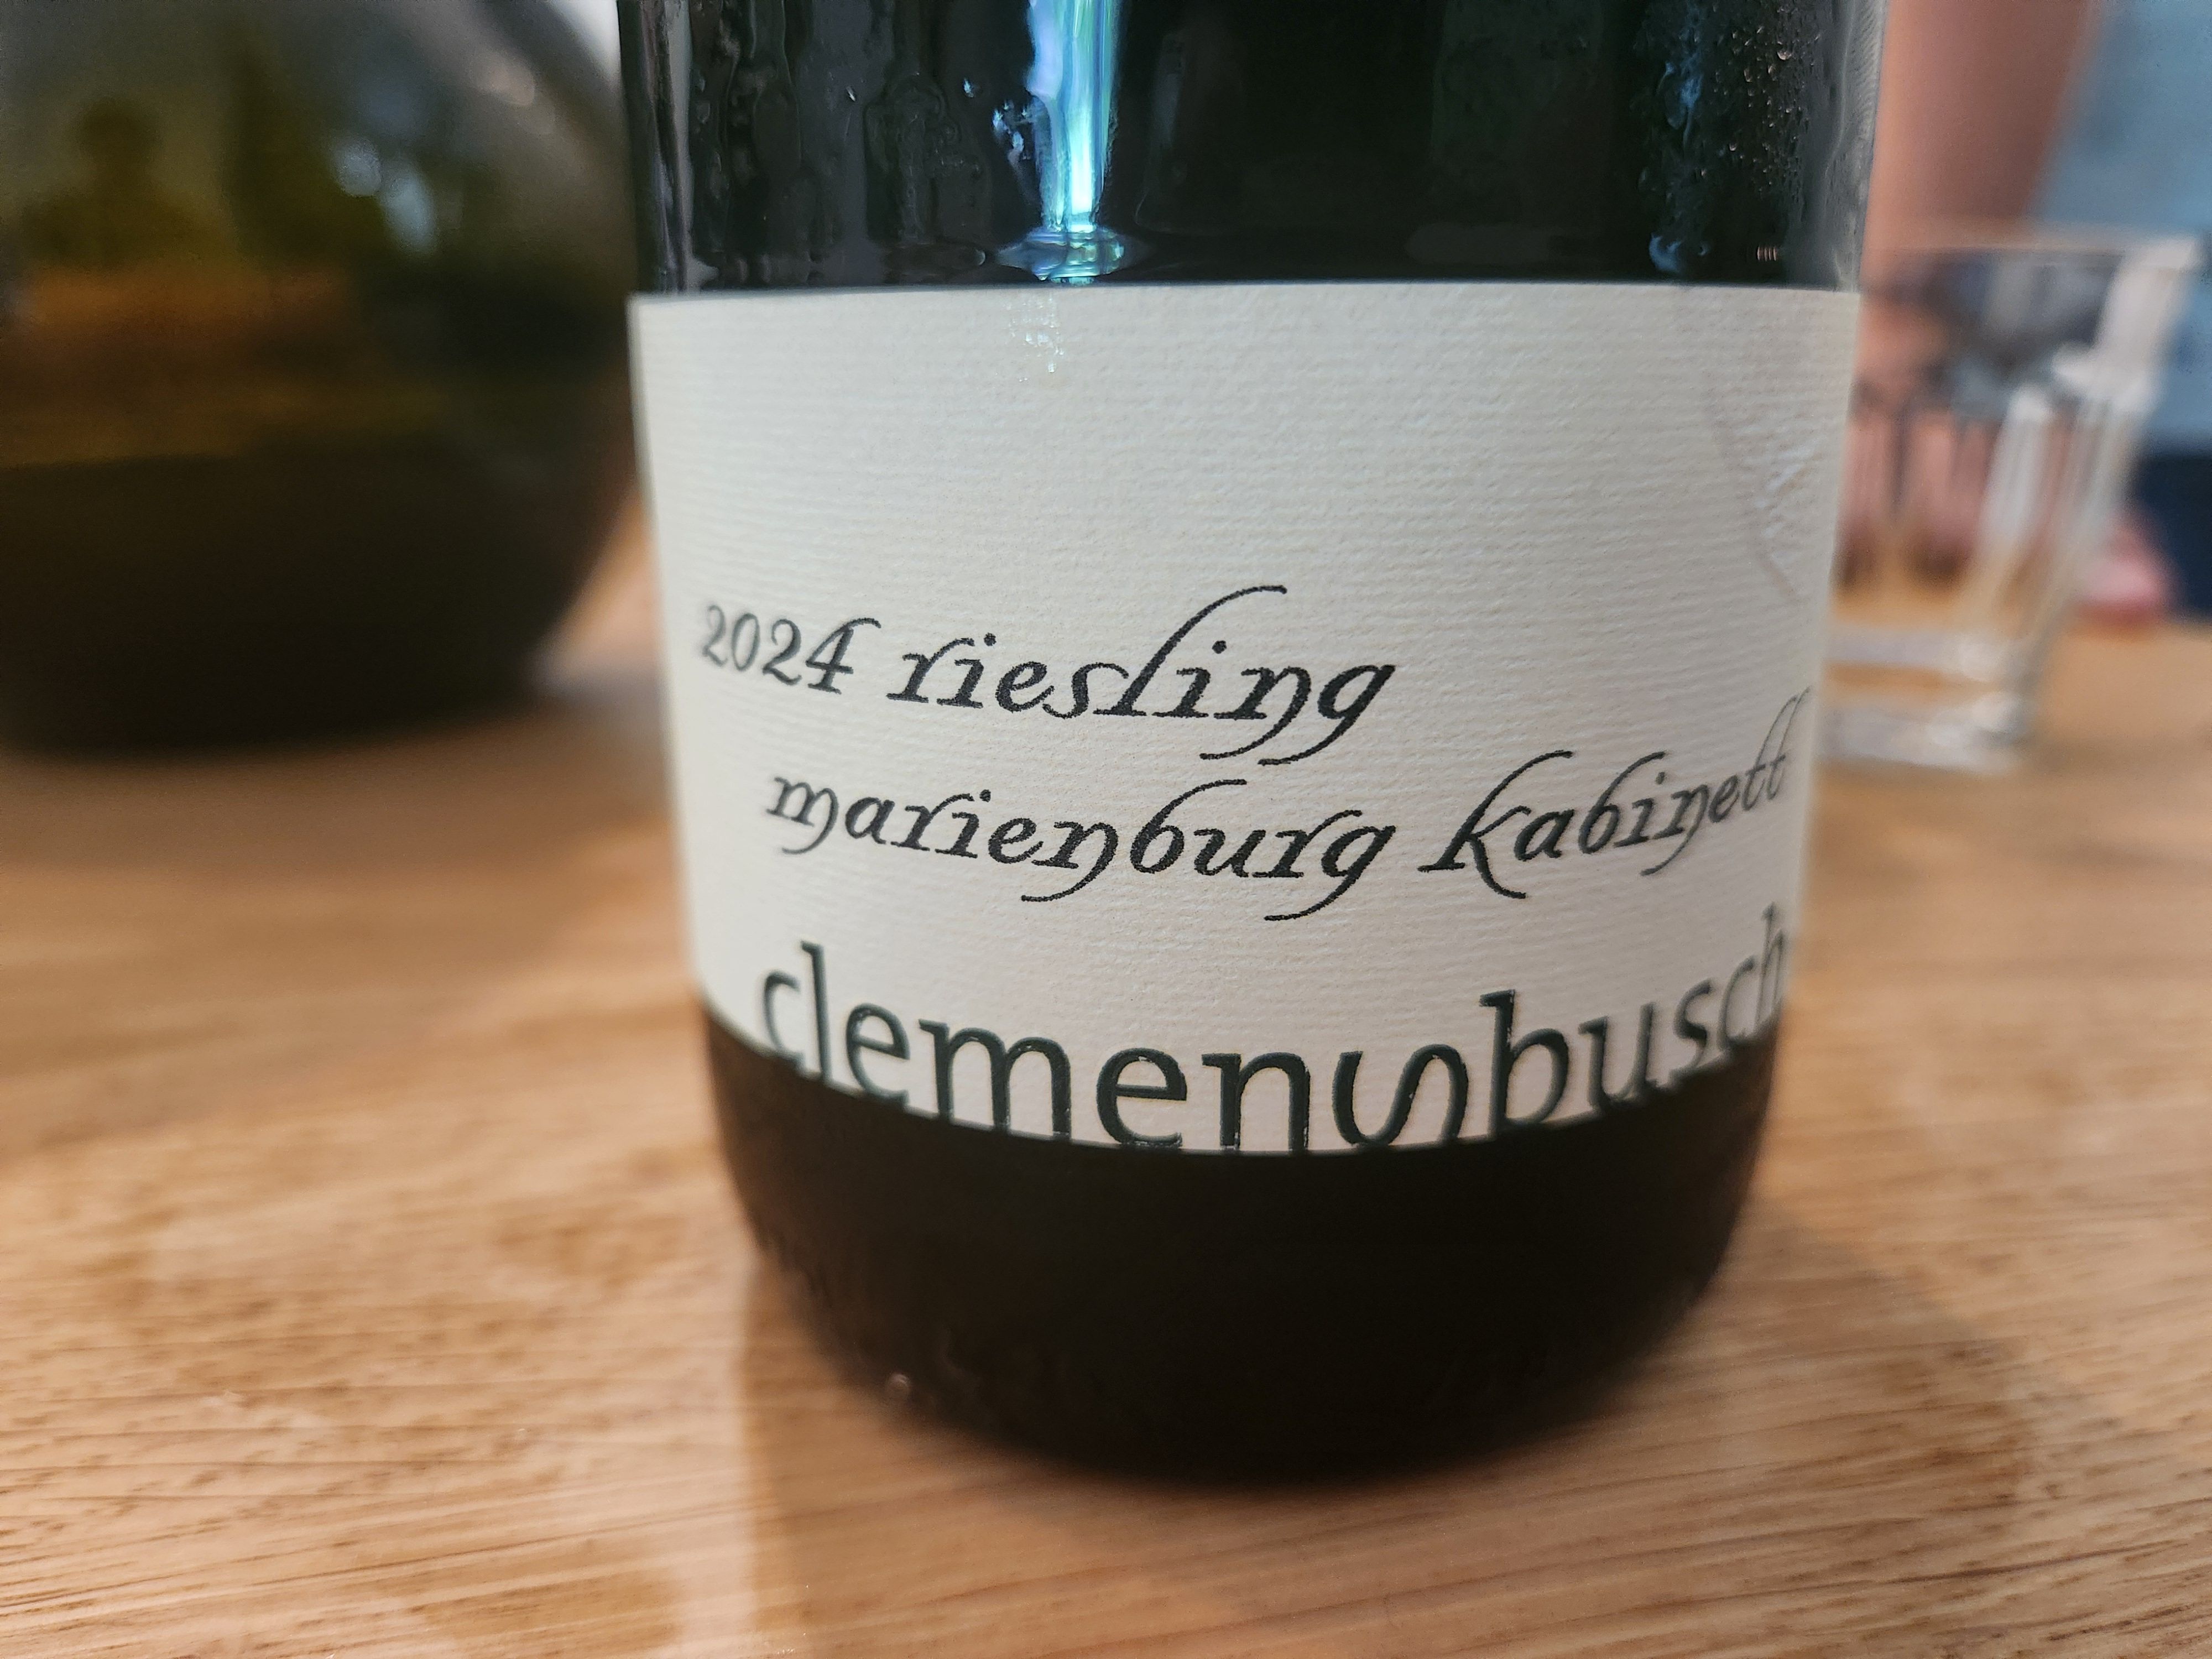 2024 riesling
marienburg kabinett
clemensbusch